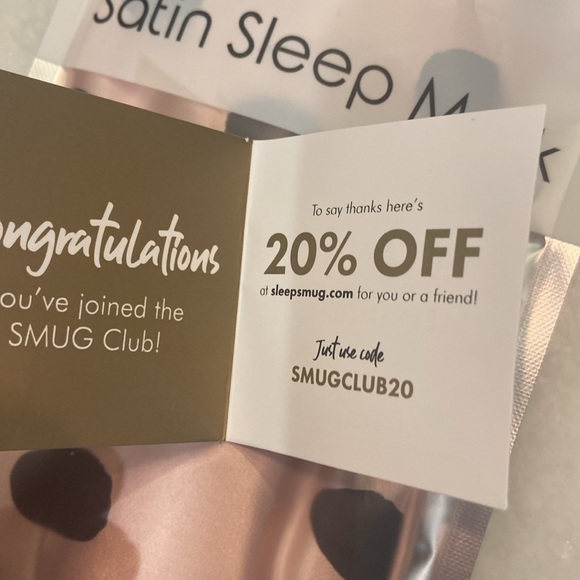 Satin Sleep
ongratulations
ou've joined the
SMUG Club!
To say thanks here's
20% OFF
at sleepsmug.com for you or a friend!
Just use code
SMUGCLUB20